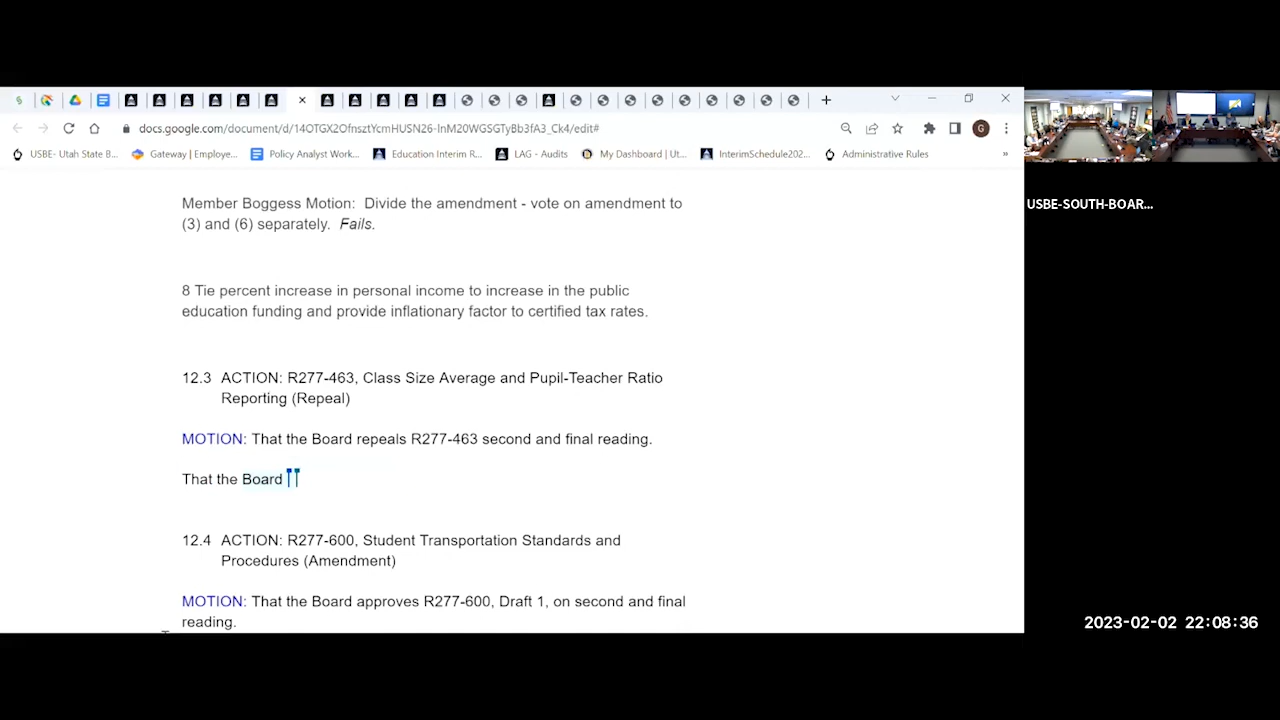 docs.google.com/document/d/14OTGX2OfnsztYcmHUSN26-InM20WGSGTyBb3fA3_Ck4/edit#
G
USBE- Utah State B...
Gateway | Employe...
Policy Analyst Work...
Education Interim R...
LAG - Audits
My Dashboard | Ut...
InterimSchedule202...
Administrative Rules
»
Member Boggess Motion: Divide the amendment - vote on amendment to
(3) and (6) separately. Fails.
8 Tie percent increase in personal income to increase in the public
education funding and provide inflationary factor to certified tax rates.
12.3 ACTION: R277-463, Class Size Average and Pupil-Teacher Ratio
Reporting (Repeal)
MOTION: That the Board repeals R277-463 second and final reading.
That the Board
12.4 ACTION: R277-600, Student Transportation Standards and
Procedures (Amendment)
MOTION: That the Board approves R277-600, Draft 1, on second and final
reading.
USBE-SOUTH-BOAR...
2023-02-02 22:08:36